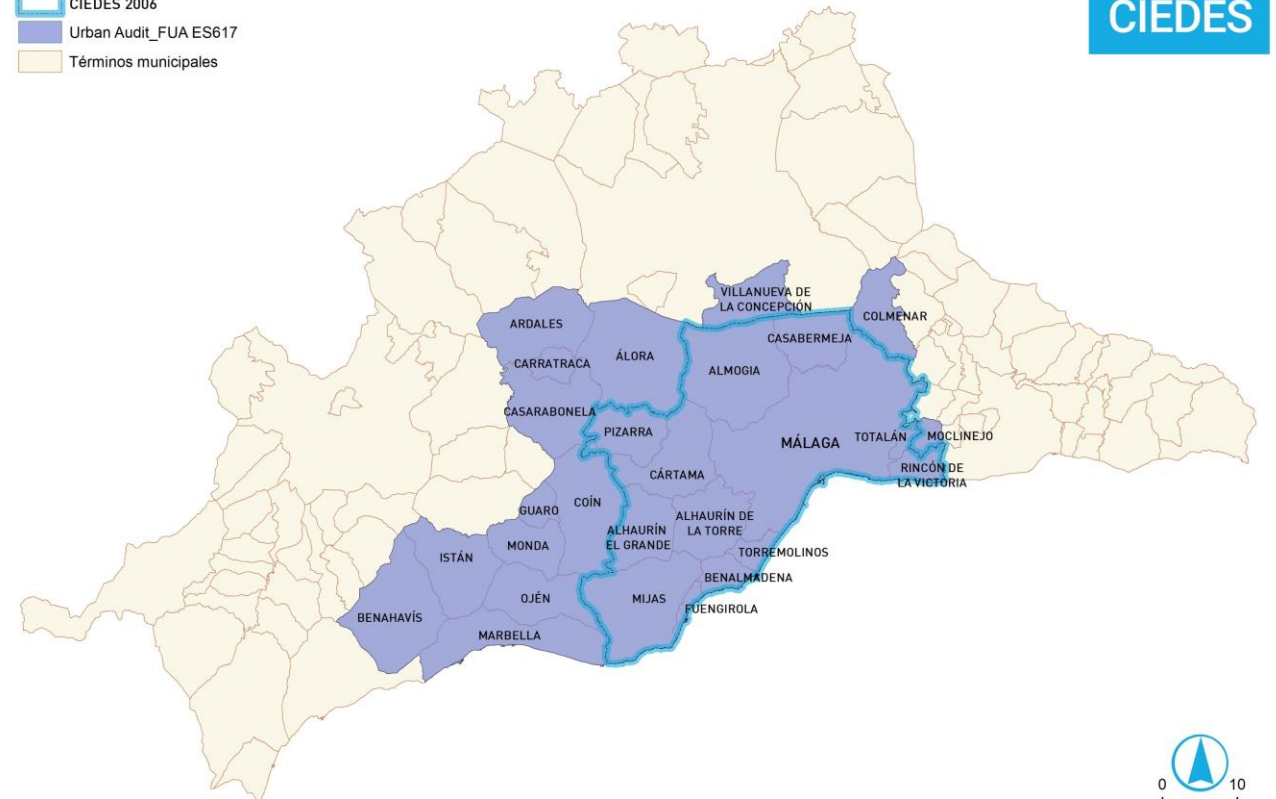 CIEDES 2006
Urban Audit_FUA ES617
Términos municipales
CIEDES
VILLANUEVA DE
LA CONCEPCIÓN
COLMENAR
ARDALES
CASABERMEJA
CARRATRACA
ÁLORA
ALMOGIA
CASARABONELA
PIZARRA
MÁLAGA
TOTALÁN
MOCLINEJO
CÁRTAMA
RINCÓN DE
LA VICTORIA
GUARO
COÍN
ALHAURÍN
EL GRANDE
ALHAURÍN DE
LA TORRE
ISTÁN
MONDA
TORREMOLINOS
BENALMADENA
OJÉN
MIJAS
FUENGIROLA
BENAHAVÍS
MARBELLA
0
10